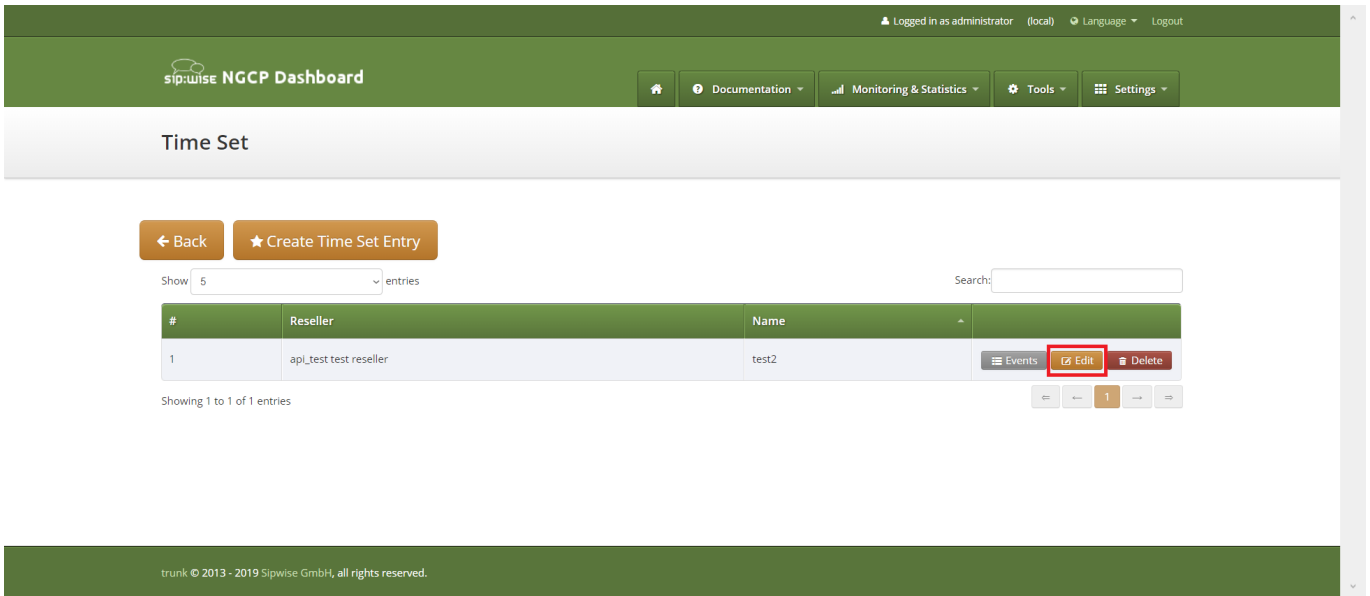 Logged in as administrator (local) Language Logout
sip:wise NGCP Dashboard
Documentation Monitoring & Statistics Tools Settings
Time Set
Back Create Time Set Entry
Show 5 entries Search:
# Reseller Name
1 api_test test reseller test2 Events Edit Delete
Showing 1 to 1 of 1 entries ⇐ ← 1 → ⇒
trunk © 2013 - 2019 Sipwise GmbH, all rights reserved.